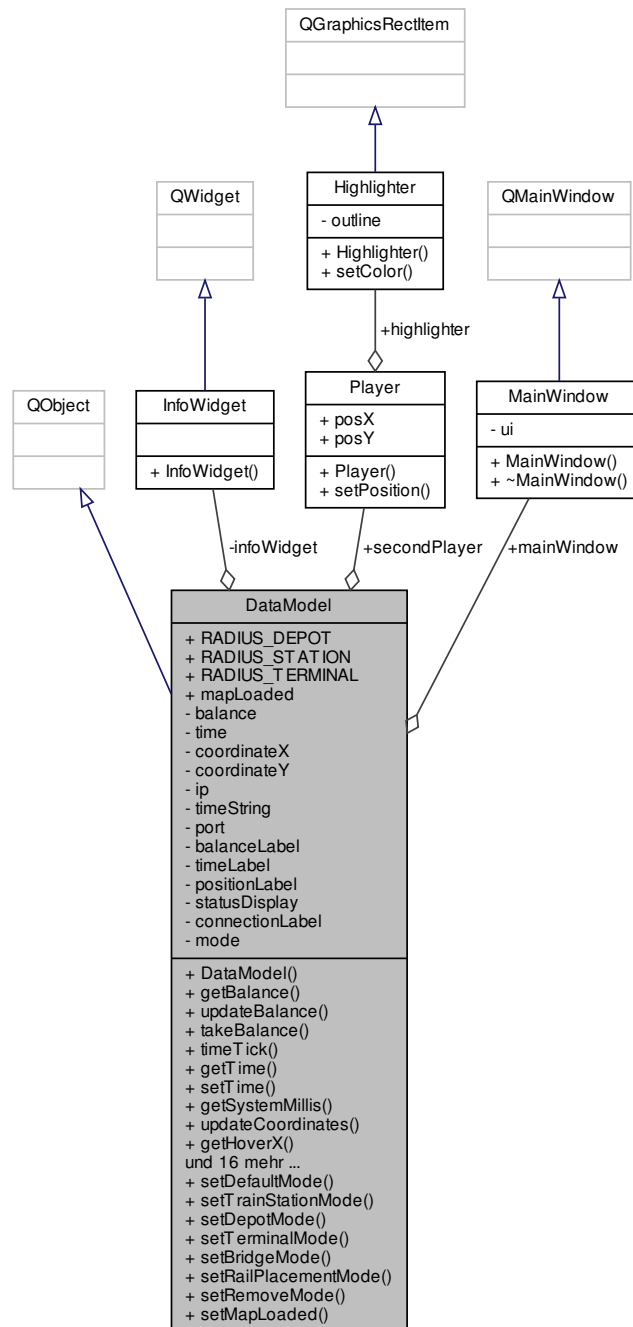 QGraphicsRectItem
Highlighter
- outline
+ Highlighter()
+ setColor()
QWidget
QMainWindow
+highlighter
QObject
InfoWidget
+ InfoWidget()
Player
+ posX
+ posY
+ Player()
+ setPosition()
MainWindow
- ui
+ MainWindow()
+ ~MainWindow()
-infoWidget
+secondPlayer
+mainWindow
DataModel
+ RADIUS_DEPOT
+ RADIUS_STATION
+ RADIUS_TERMINAL
+ mapLoaded
- balance
- time
- coordinateX
- coordinateY
- ip
- timeString
- port
- balanceLabel
- timeLabel
- positionLabel
- statusDisplay
- connectionLabel
- mode
+ DataModel()
+ getBalance()
+ updateBalance()
+ takeBalance()
+ timeTick()
+ getTime()
+ setTime()
+ getSystemMillis()
+ updateCoordinates()
+ getHoverX()
und 16 mehr ...
+ setDefaultMode()
+ setTrainStationMode()
+ setDepotMode()
+ setTerminalMode()
+ setBridgeMode()
+ setRailPlacementMode()
+ setRemoveMode()
+ setMapLoaded()